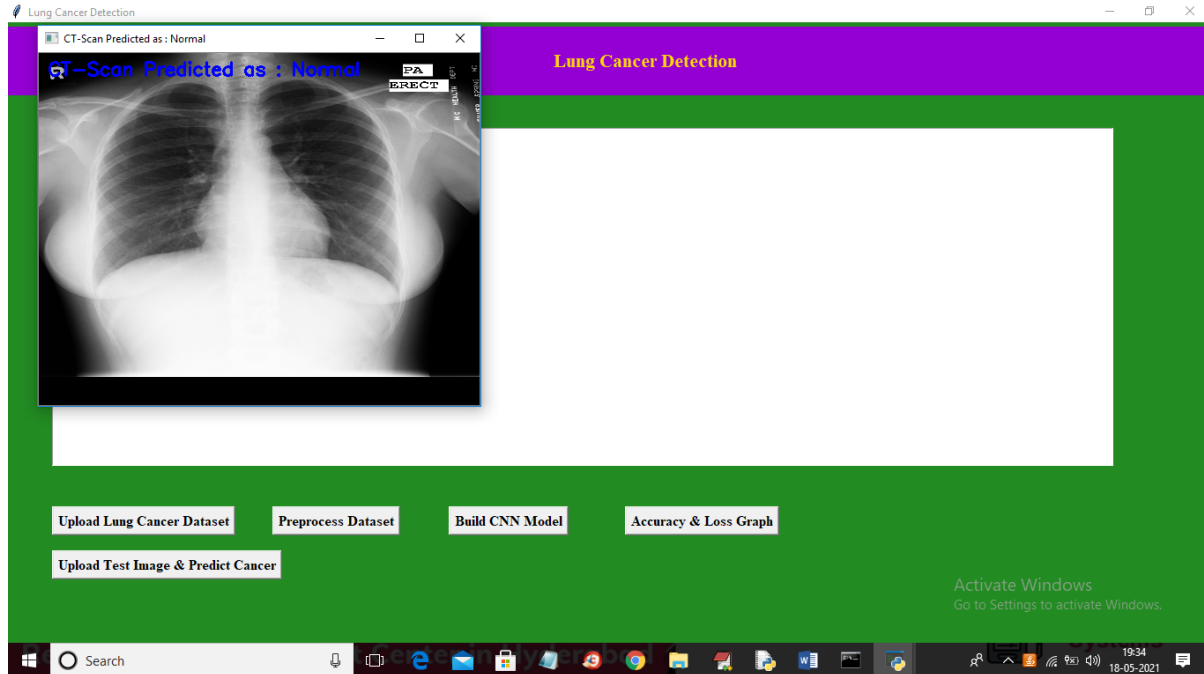 Lung Cancer Detection
CT-Scan Predicted as : Normal
CT-Scan Predicted as : Normal
PA
ERECT
Lung Cancer Detection
Upload Lung Cancer Dataset
Preprocess Dataset
Build CNN Model
Accuracy & Loss Graph
Upload Test Image & Predict Cancer
Activate Windows
Go to Settings to activate Windows.
Search
19:34
18-05-2021